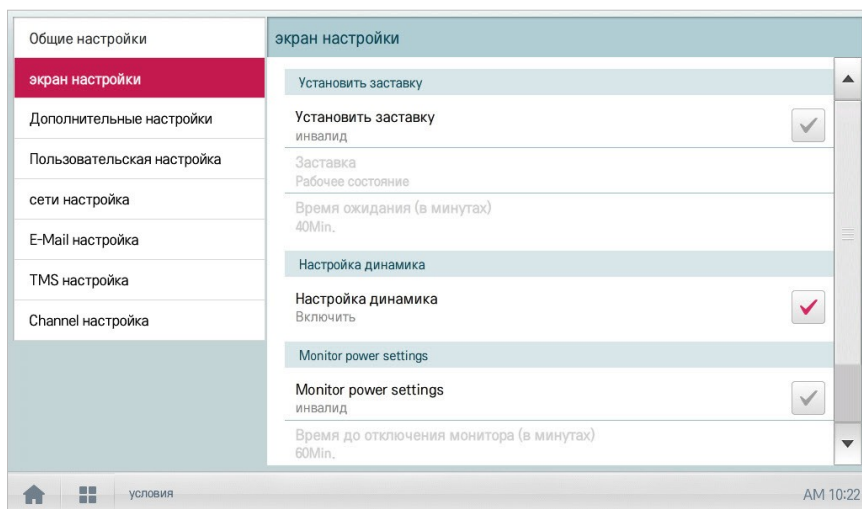 Общие настройки
экран настройки
Дополнительные настройки
Пользовательская настройка
сети настройка
E-Mail настройка
TMS настройка
Channel настройка
экран настройки
Установить заставку
Установить заставку
инвалид
Заставка
Рабочее состояние
Время ожидания (в минутах)
40Min.
Настройка динамика
Настройка динамика
Включить
Monitor power settings
Monitor power settings
инвалид
Время до отключения монитора (в минутах)
60Min.
условия
AM 10:22